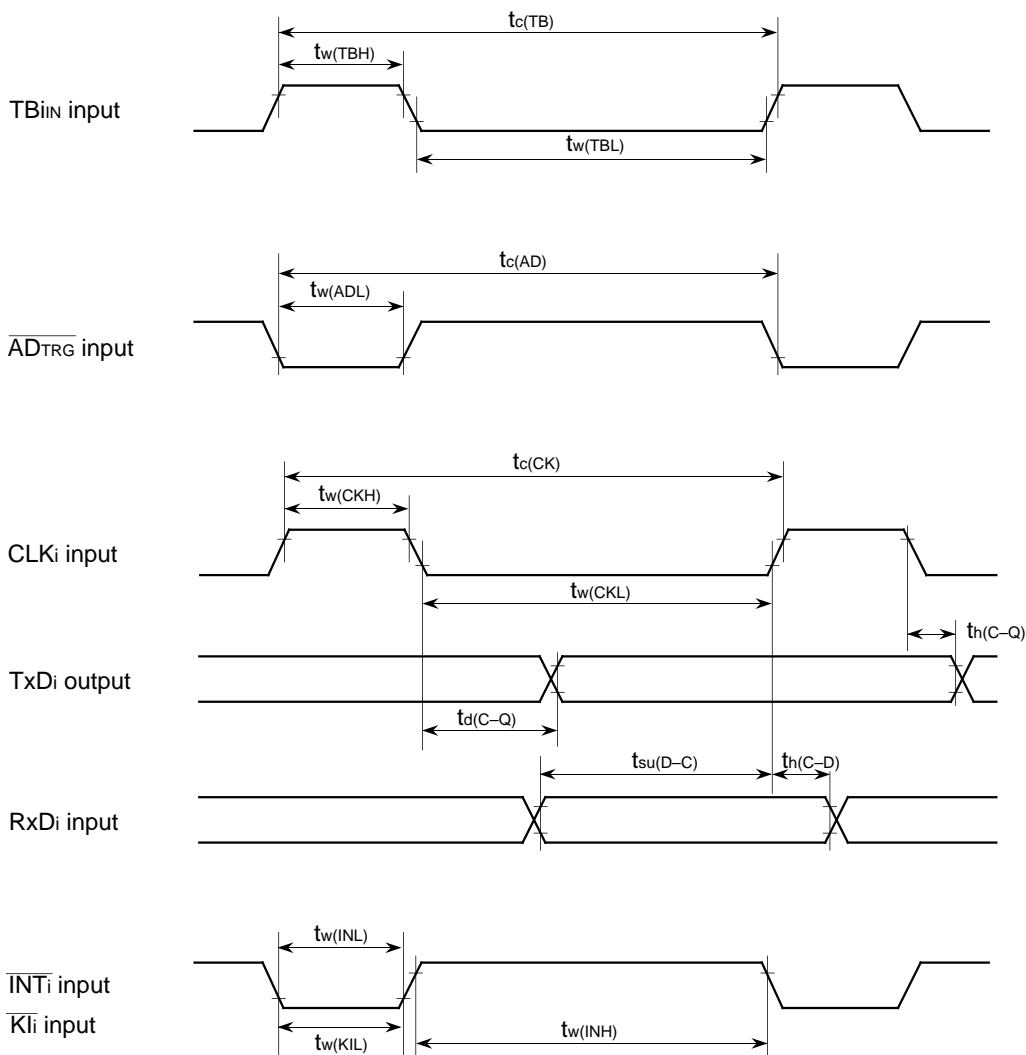 tc(TB)
tw(TBH)
TBiIN input
tw(TBL)
tc(AD)
tw(ADL)
ADTRG input
tc(CK)
tw(CKH)
CLKi input
tw(CKL)
th(C–Q)
TxDi output
td(C–Q)
tsu(D–C)
th(C–D)
RxDi input
tw(INL)
INTi input
KIi input
tw(KIL)
tw(INH)